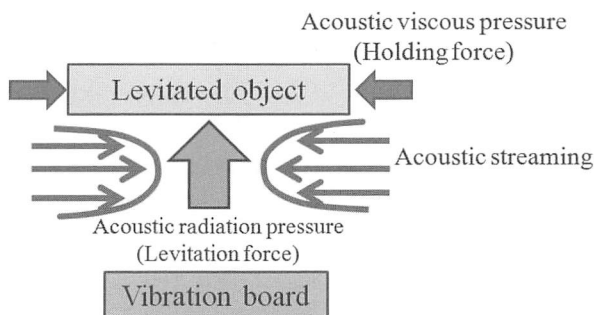 Acoustic viscous pressure
(Holding force)
Levitated object
Acoustic streaming
Acoustic radiation pressure
(Levitation force)
Vibration board